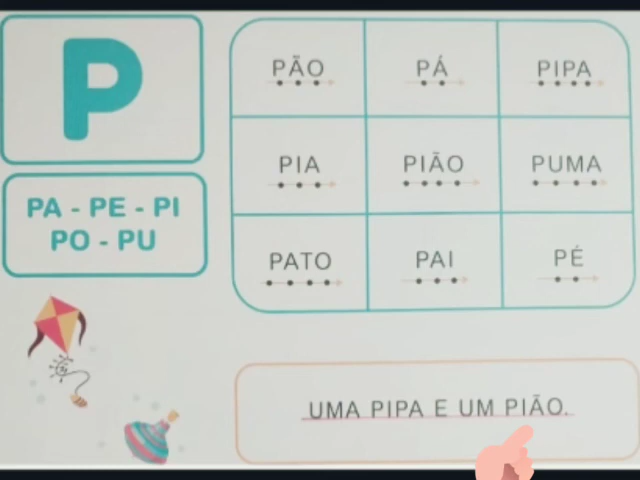 P
PA - PE - PI
PO - PU
PÃO PÁ PIPA
PIA PIÃO PUMA
PATO PAI PÉ
UMA PIPA E UM PIÃO.